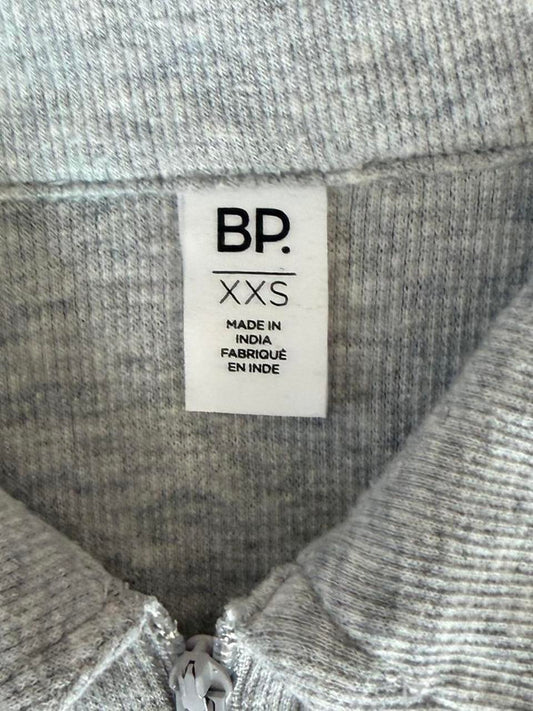 BP.
XXS
MADE IN
INDIA
FABRIQUÉ
EN INDE